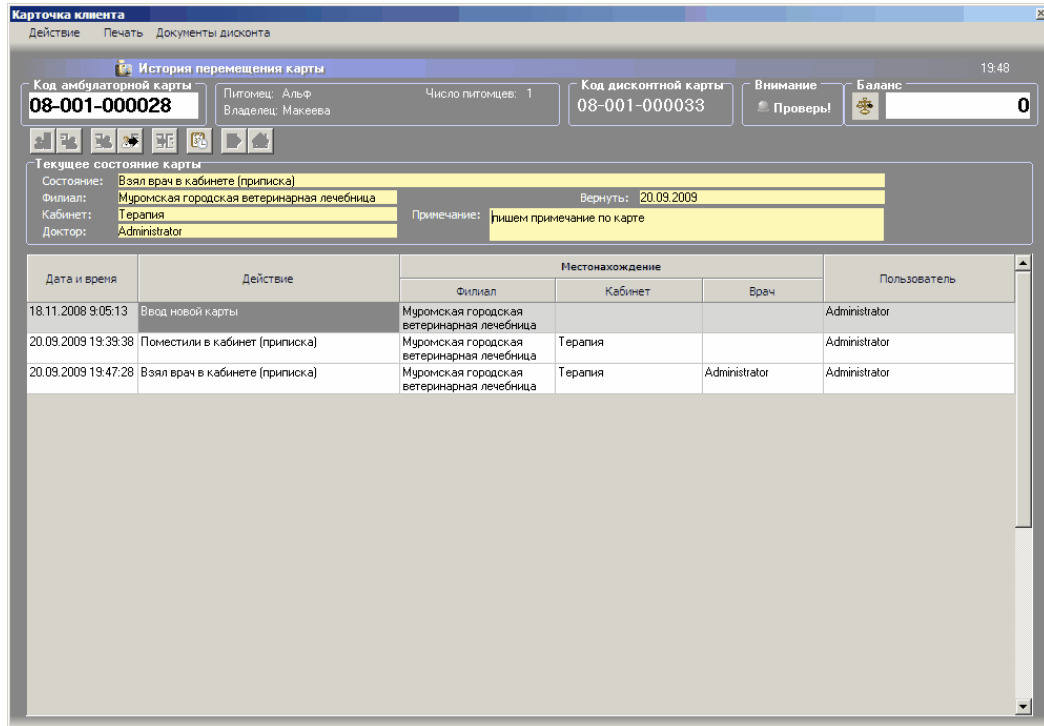 Карточка клиента
Действие Печать Документы дисконта
История перемещения карты 19:48
Код амбулаторной карты Код дисконтной карты Внимание Баланс
08-001-000028 Питомец: Альф Число питомцев: 1 08-001-000033 Проверь! 0
Владелец: Макеева
Текущее состояние карты
Состояние: Взял врач в кабинете (приписка)
Филиал: Муромская городская ветеринарная лечебница Вернуть: 20.09.2009
Кабинет: Терапия Примечание: пишем примечание по карте
Доктор: Administrator
Дата и время Действие Местонахождение Пользователь
Филиал Кабинет Врач
18.11.2008 9:05:13 Ввод новой карты Муромская городская Administrator
ветеринарная лечебница
20.09.2009 19:39:38 Поместили в кабинет (приписка) Муромская городская Терапия Administrator
ветеринарная лечебница
20.09.2009 19:47:28 Взял врач в кабинете (приписка) Муромская городская Терапия Administrator Administrator
ветеринарная лечебница